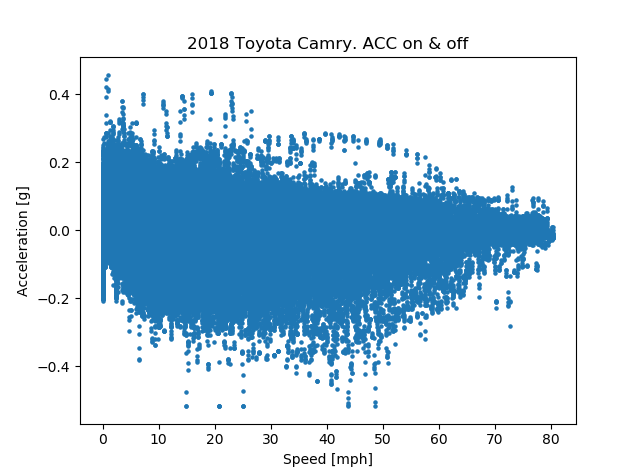 2018 Toyota Camry. ACC on & off
Acceleration [g]
0.4
0.2
0.0
−0.2
−0.4
0 10 20 30 40 50 60 70 80
Speed [mph]